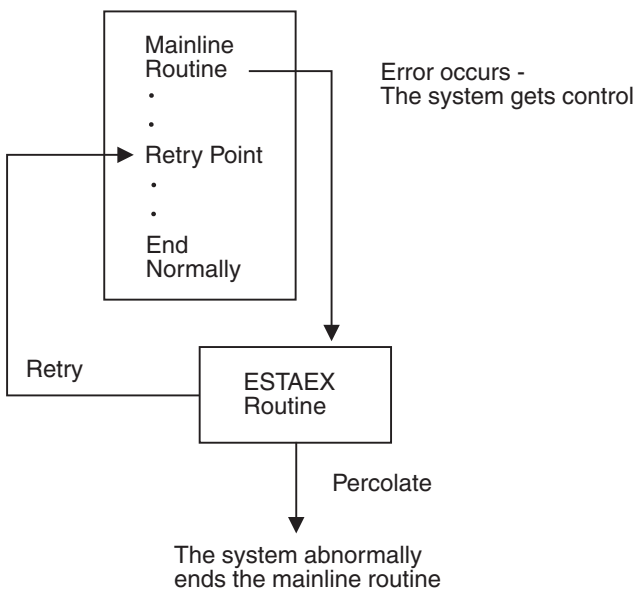 Mainline
Routine
Error occurs -
The system gets control
Retry Point
End
Normally
Retry
ESTAEX
Routine
Percolate
The system abnormally
ends the mainline routine